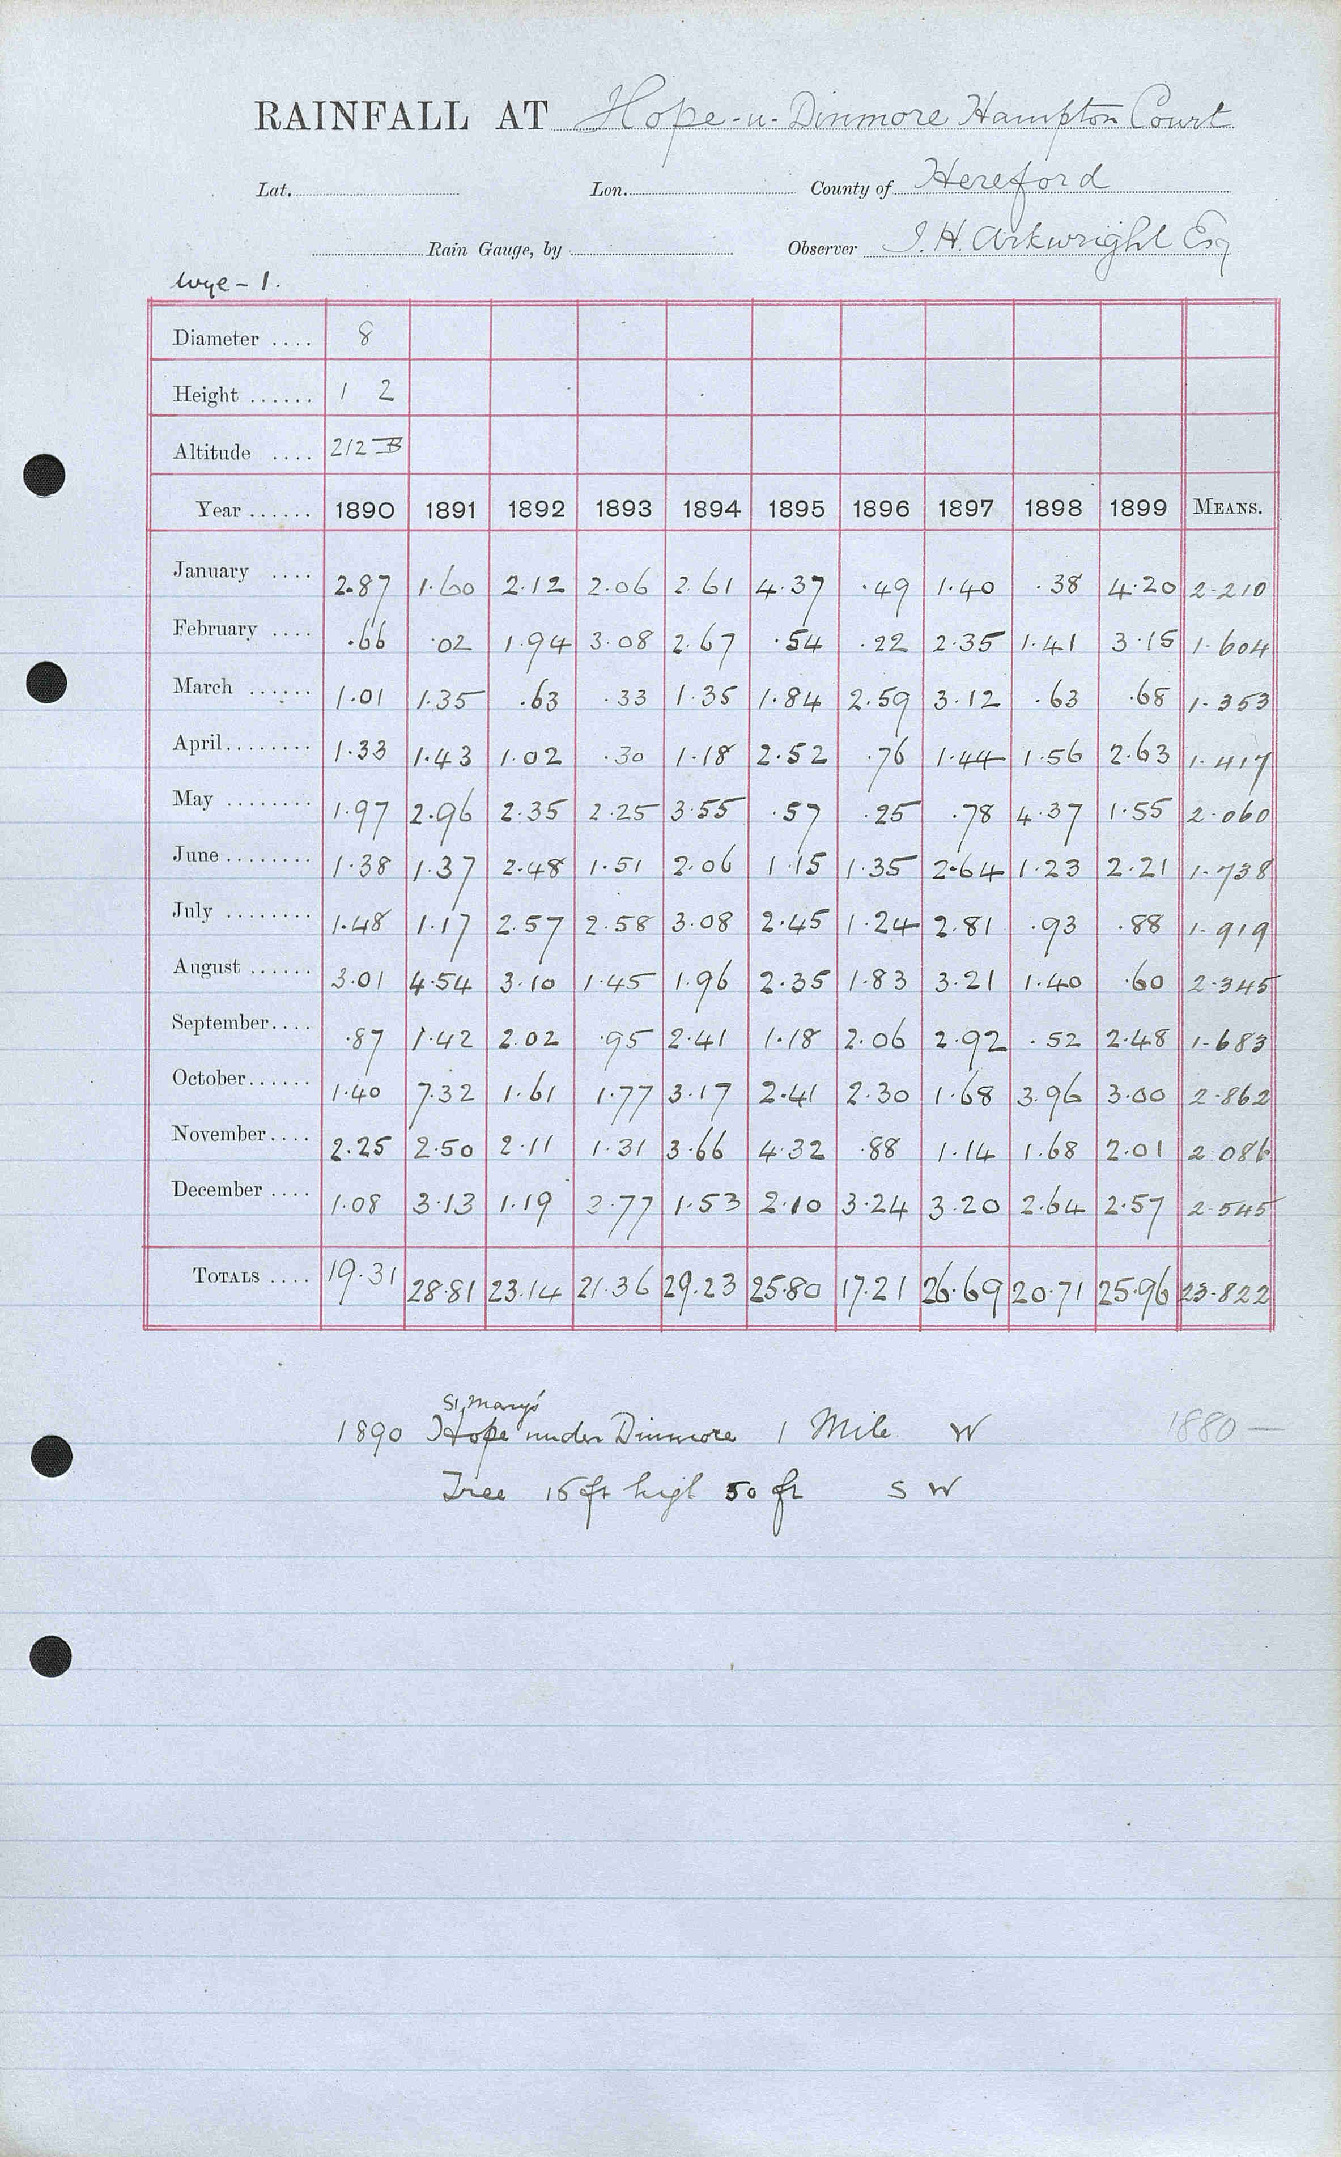 RAINFALL AT Hope-u-Dinmore Hampton Court
Lat. Lon. County of Hereford
Rain Gauge, by Observer J. H. Arkwright Esq
Wye - 1.
Diameter .... 8
Height ...... 1 2
Altitude .... 212 B
Year ...... 1890 1891 1892 1893 1894 1895 1896 1897 1898 1899 MEANS.
January .... 2.87 1.60 2.12 2.06 2.61 4.37 .49 1.40 .38 4.20 2.210
February .... .66 .02 1.94 3.08 2.67 .54 .22 2.35 1.41 3.15 1.604
March ...... 1.01 1.35 .63 .33 1.35 1.84 2.59 3.12 .63 .68 1.353
April........ 1.33 1.43 1.02 .30 1.18 2.52 .76 1.44 1.56 2.63 1.417
May ........ 1.97 2.96 2.35 2.25 3.55 .57 .25 .78 4.37 1.55 2.060
June........ 1.38 1.37 2.48 1.51 2.06 1.15 1.35 2.64 1.23 2.21 1.738
July ........ 1.48 1.17 2.57 2.58 3.08 2.45 1.24 2.81 .93 .88 1.919
August ...... 3.01 4.54 3.10 1.45 1.96 2.35 1.83 3.21 1.40 .60 2.345
September.... .87 1.42 2.02 .95 2.41 1.18 2.06 2.92 .52 2.48 1.683
October...... 1.40 7.32 1.61 1.77 3.17 2.41 2.30 1.68 3.96 3.00 2.862
November.... 2.25 2.50 2.11 1.31 3.66 4.32 .88 1.14 1.68 2.01 2.086
December .... 1.08 3.13 1.19 3.77 1.53 2.10 3.24 3.20 2.64 2.57 2.545
TOTALS .... 19.31 28.81 23.14 21.36 29.23 25.80 17.21 26.69 20.71 25.96 23.822
St Mary's
1890 Hope under Dinmore 1 Mile W 1880 —
Tree 15 ft high 50 ft S W